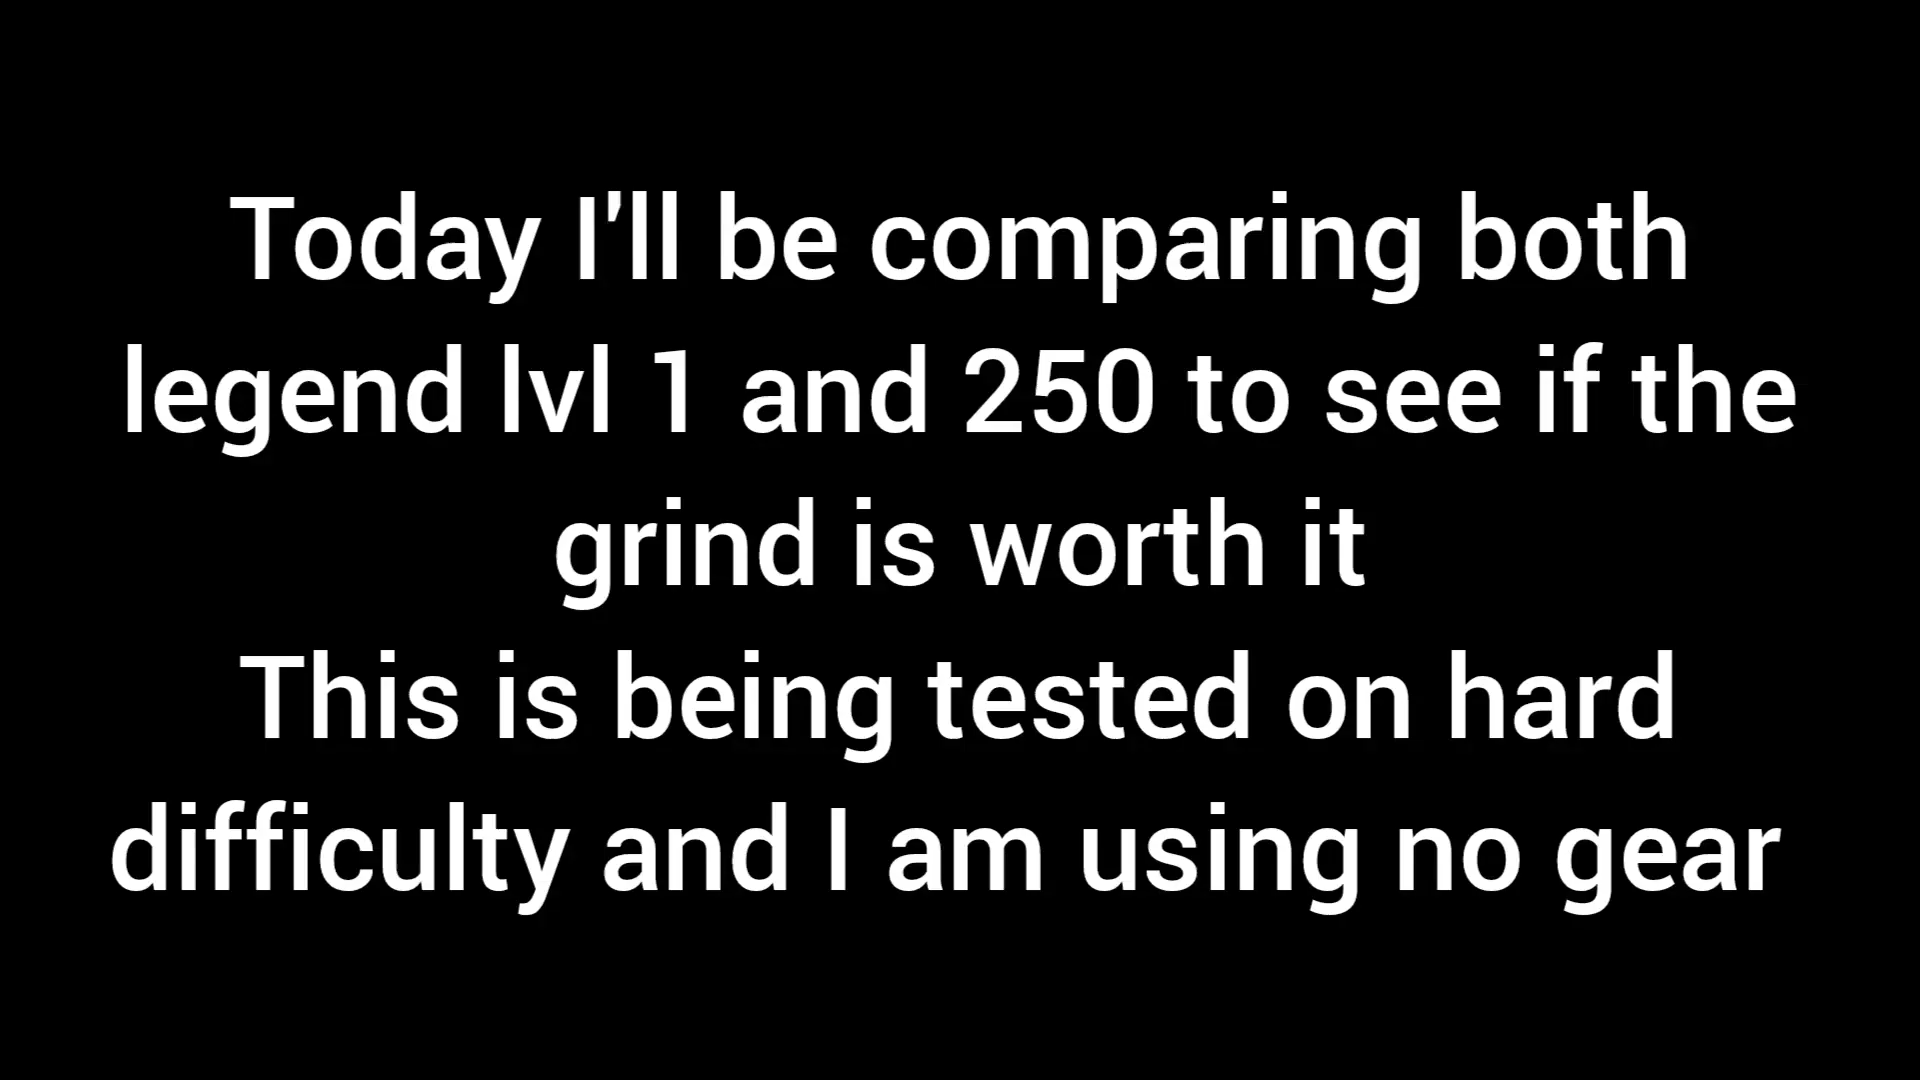 Today I'll be comparing both
legend lvl 1 and 250 to see if the
grind is worth it
This is being tested on hard
difficulty and I am using no gear